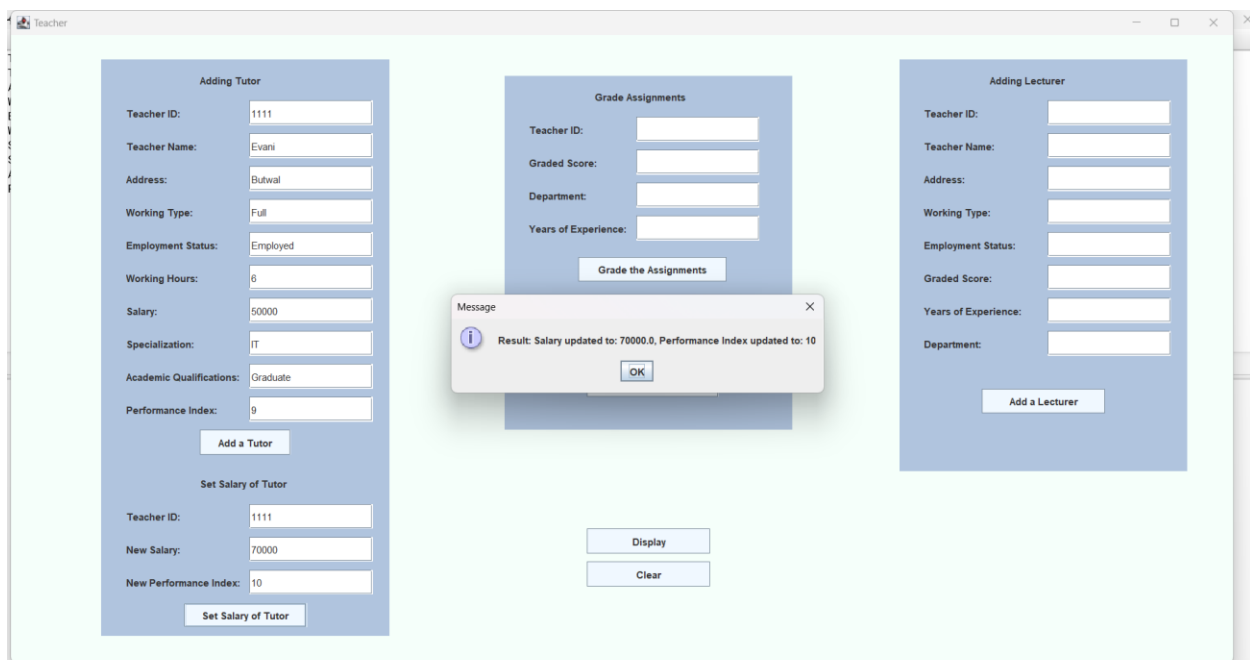 Teacher
Adding Tutor
Teacher ID: 1111
Teacher Name: Evani
Address: Butwal
Working Type: Full
Employment Status: Employed
Working Hours: 6
Salary: 50000
Specialization: IT
Academic Qualifications: Graduate
Performance Index: 9
Add a Tutor
Set Salary of Tutor
Teacher ID: 1111
New Salary: 70000
New Performance Index: 10
Set Salary of Tutor
Grade Assignments
Teacher ID:
Graded Score:
Department:
Years of Experience:
Grade the Assignments
Message
Result: Salary updated to: 70000.0, Performance Index updated to: 10
OK
Display
Clear
Adding Lecturer
Teacher ID:
Teacher Name:
Address:
Working Type:
Employment Status:
Graded Score:
Years of Experience:
Department:
Add a Lecturer